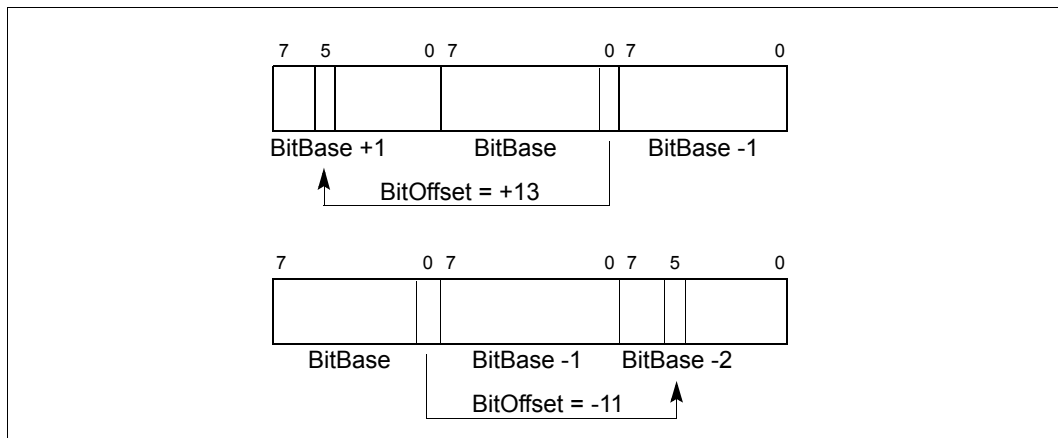 7 5 0 7 0 7 0
BitBase +1 BitBase BitBase -1
BitOffset = +13
7 0 7 0 7 5 0
BitBase BitBase -1 BitBase -2
BitOffset = -11